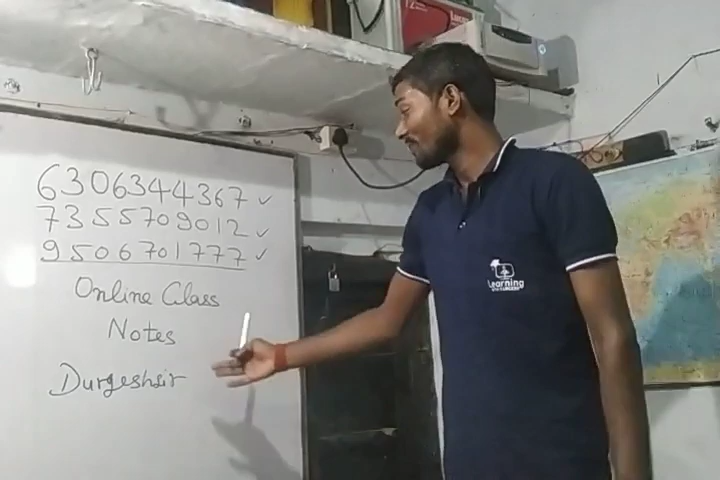 6306344367 ✓
7355709012 ✓
9506701777 ✓
Online Class
Notes
Durgeshsir
Learning